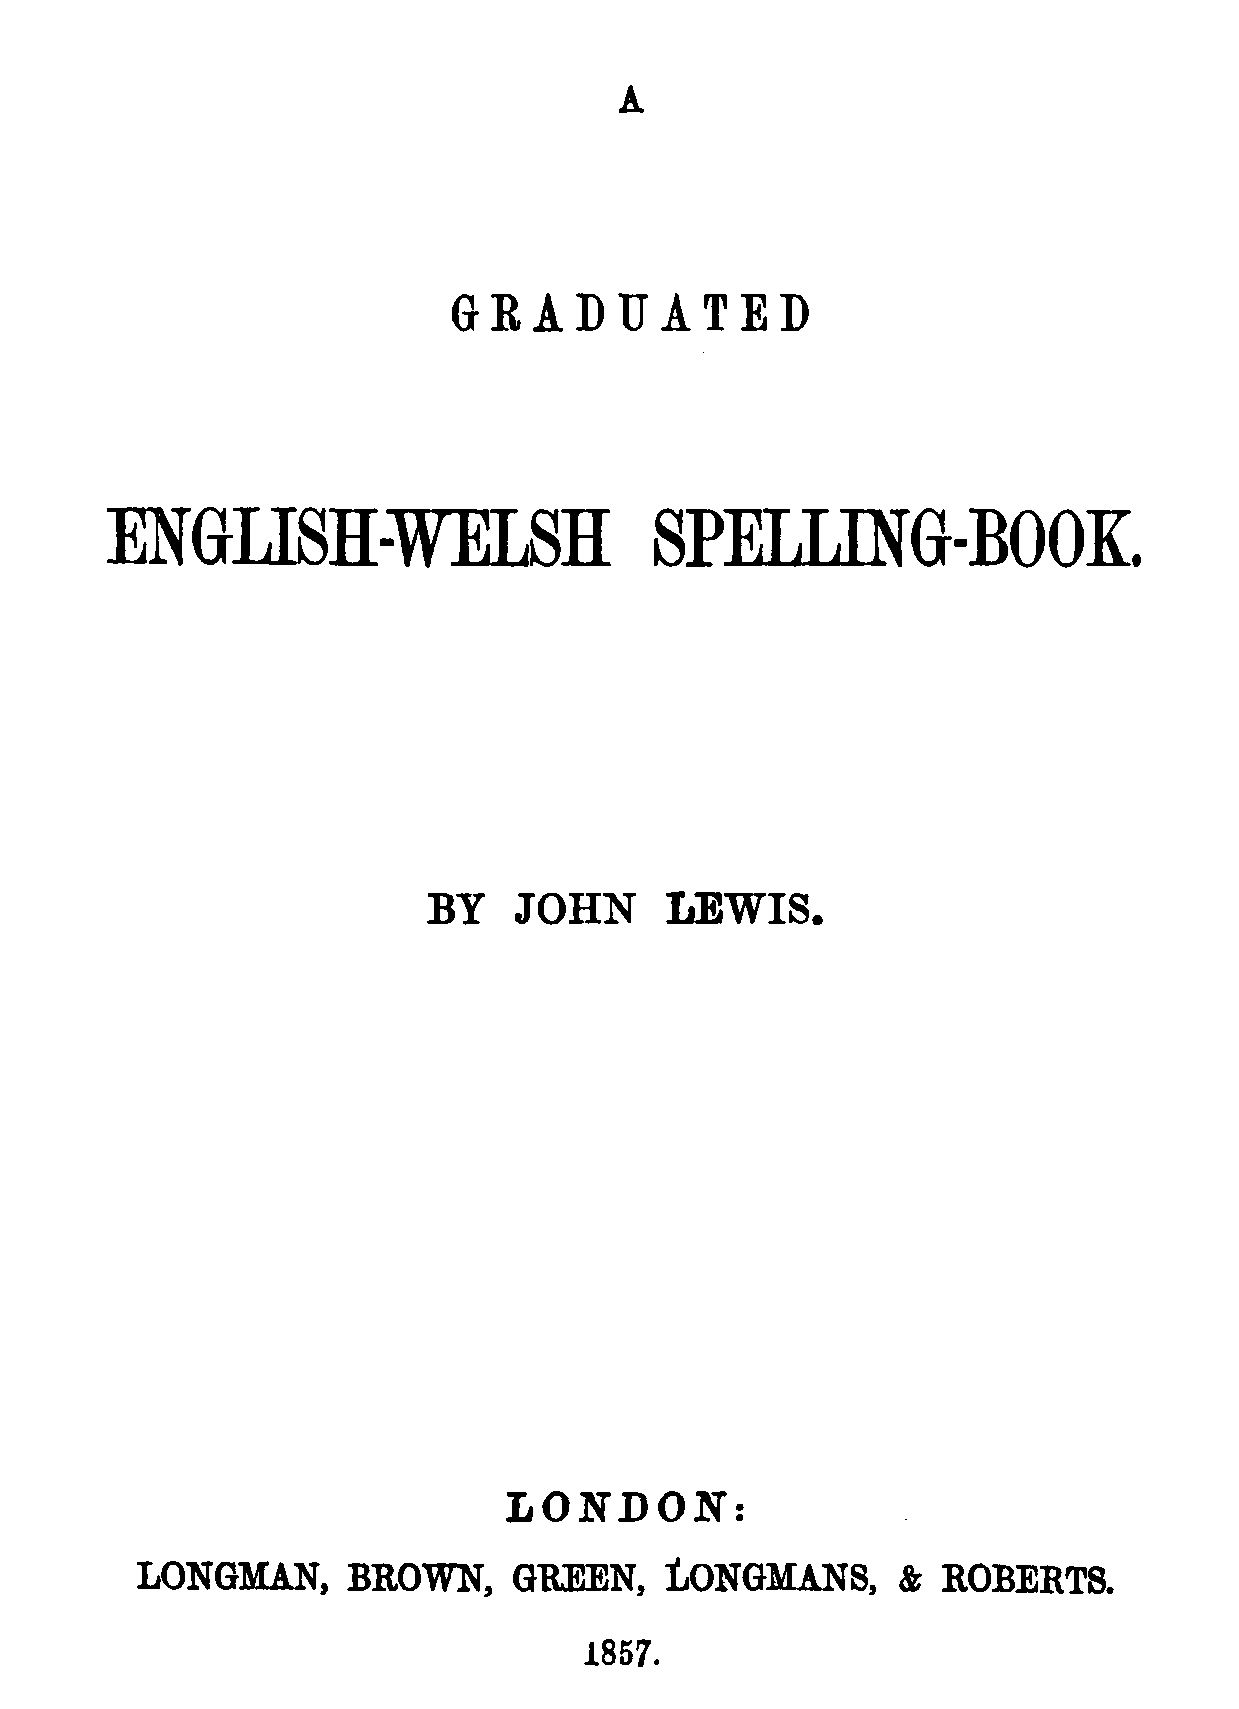 A
GRADUATED
ENGLISH-WELSH SPELLING-BOOK.
BY JOHN LEWIS.
LONDON:
LONGMAN, BROWN, GREEN, LONGMANS, & ROBERTS.
1857.